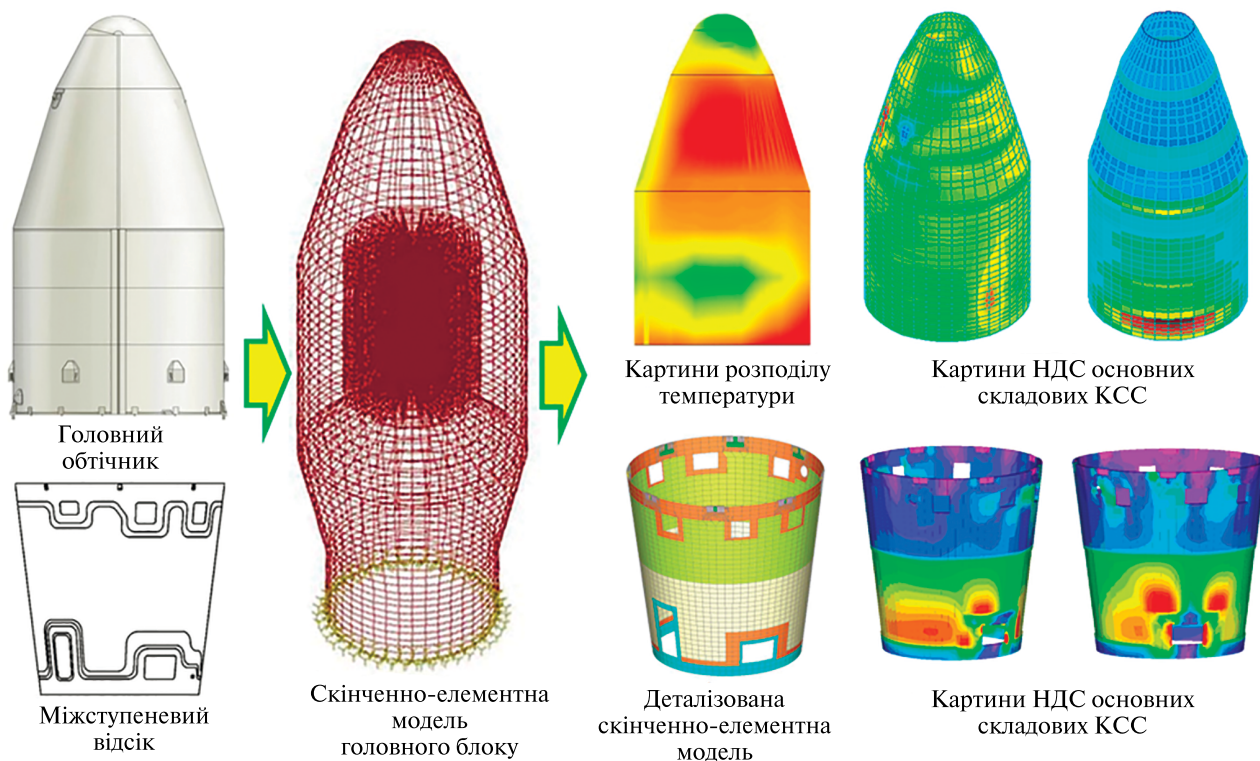 Головний
обтічник
Міжступеневий
відсік
Скінченно-елементна
модель
головного блоку
Картини розподілу
температури
Картини НДС основних
складових КСС
Деталізована
скінченно-елементна
модель
Картини НДС основних
складових КСС